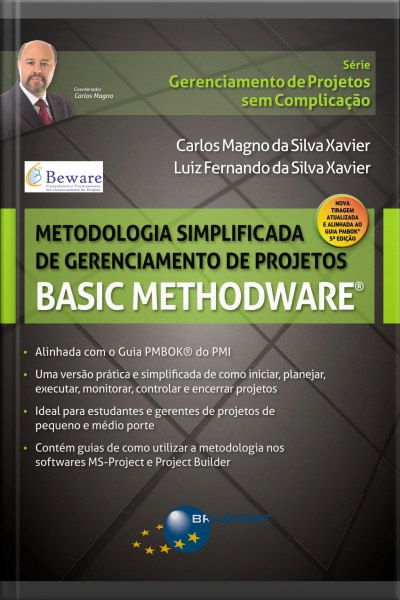 Série
Gerenciamento de Projetos
sem Complicação
Coordenador
Carlos Magno
Carlos Magno da Silva Xavier
Luiz Fernando da Silva Xavier
Beware
NOVA
TIRAGEM
ATUALIZADA
E ALINHADA AO
GUIA PMBOK®
5ª EDIÇÃO
METODOLOGIA SIMPLIFICADA
DE GERENCIAMENTO DE PROJETOS
BASIC METHODWARE®
• Alinhada com o Guia PMBOK® do PMI
• Uma versão prática e simplificada de como iniciar, planejar,
executar, monitorar, controlar e encerrar projetos
• Ideal para estudantes e gerentes de projetos de
pequeno e médio porte
• Contém guias de como utilizar a metodologia nos
softwares MS-Project e Project Builder
BRASPORT